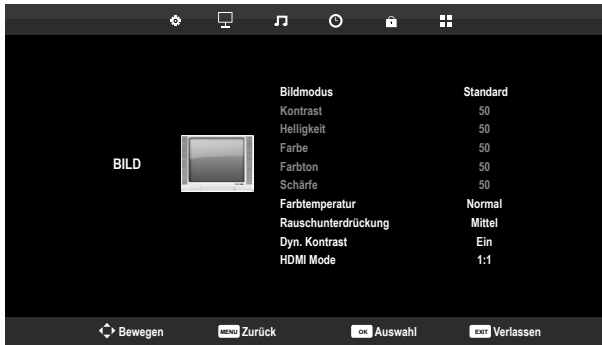 Bildmodus Standard
Kontrast 50
Helligkeit 50
Farbe 50
BILD
Farbton 50
Schärfe 50
Farbtemperatur Normal
Rauschunterdrückung Mittel
Dyn. Kontrast Ein
HDMI Mode 1:1
Bewegen MENU Zurück OK Auswahl EXIT Verlassen